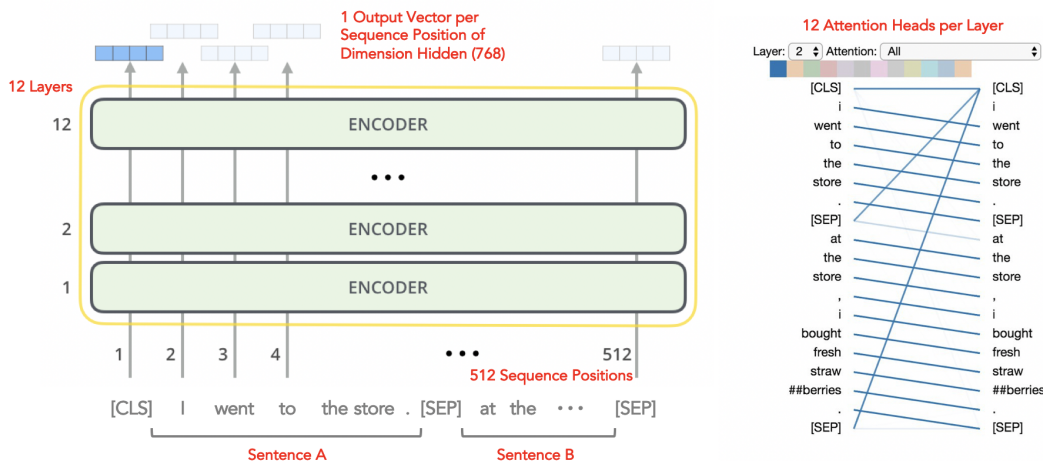 1 Output Vector per
Sequence Position of
Dimension Hidden (768)
12 Layers
12 ENCODER
•••
2 ENCODER
1 ENCODER
1 2 3 4 ••• 512
512 Sequence Positions
[CLS] I went to the store . [SEP] at the ••• [SEP]
Sentence A Sentence B
12 Attention Heads per Layer
Layer: 2 Attention: All
[CLS] [CLS]
i i
went went
to to
the the
store store
. .
[SEP] [SEP]
at at
the the
store store
, ,
i i
bought bought
fresh fresh
straw straw
##berries ##berries
. .
[SEP] [SEP]